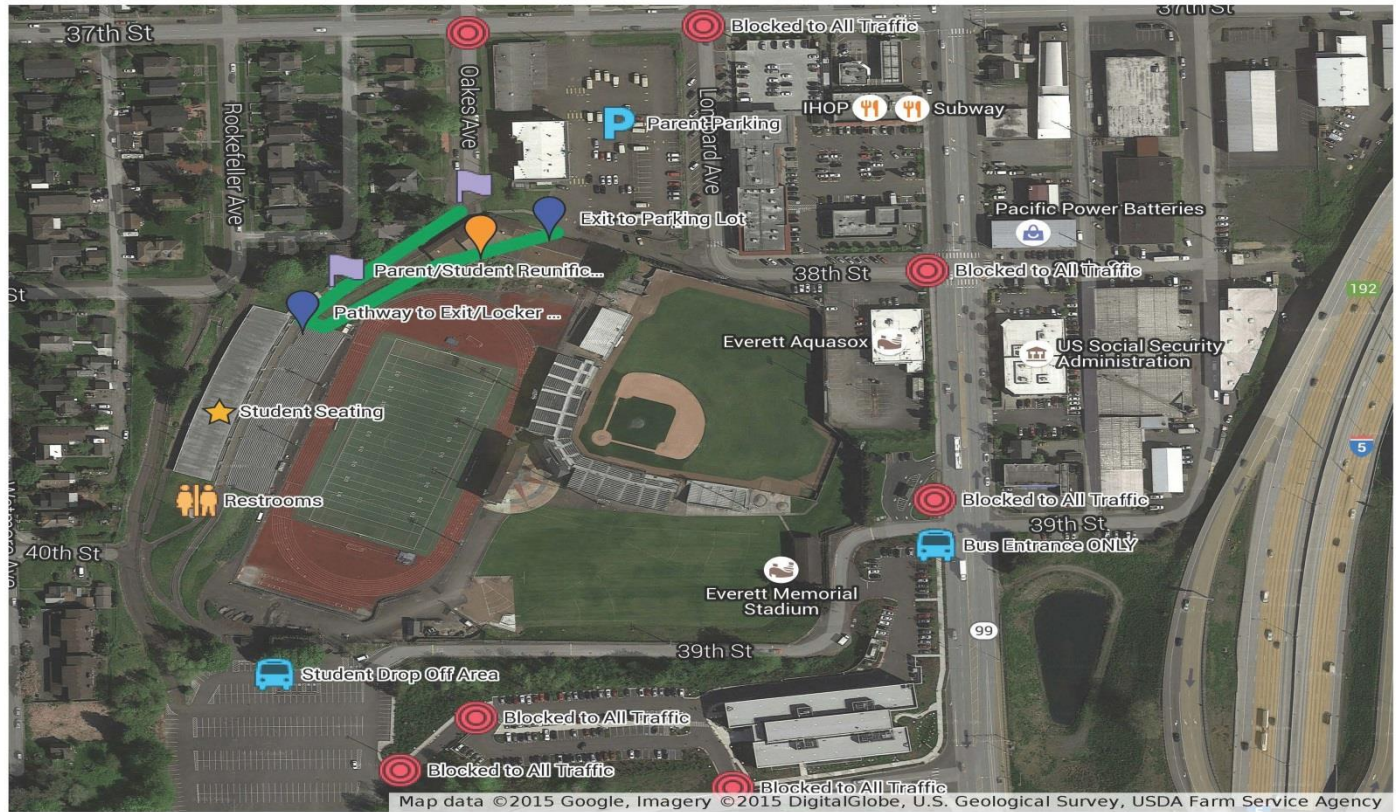 37th St
37th St
Blocked to All Traffic
Oakes Ave
Rockefeller Ave
Lombard Ave
IHOP
Subway
Parent Parking
Pacific Power Batteries
Exit to Parking Lot
Parent/Student Reunific...
38th St
Blocked to All Traffic
St
192
Pathway to Exit/Locker ...
Everett Aquasox
US Social Security
Administration
Student Seating
5
Restrooms
Blocked to All Traffic
39th St
40th St
Bus Entrance ONLY
Everett Memorial
Stadium
99
39th St
Student Drop Off Area
Blocked to All Traffic
Blocked to All Traffic
Blocked to All Traffic
Map data ©2015 Google, Imagery ©2015 DigitalGlobe, U.S. Geological Survey, USDA Farm Service Agency